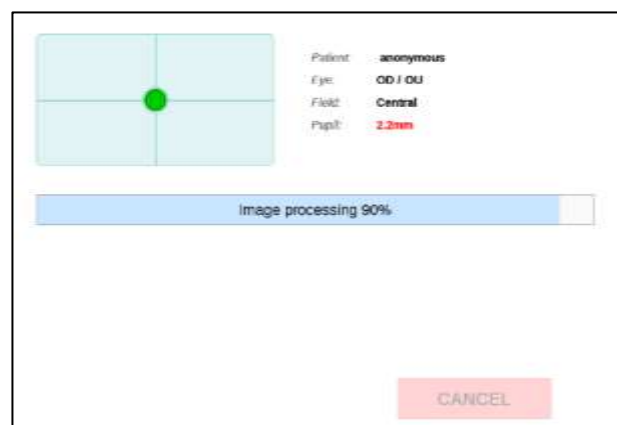 Patient: anonymous
Eye: OD / OU
Field: Central
Pupil: 2.2mm
Image processing 90%
CANCEL